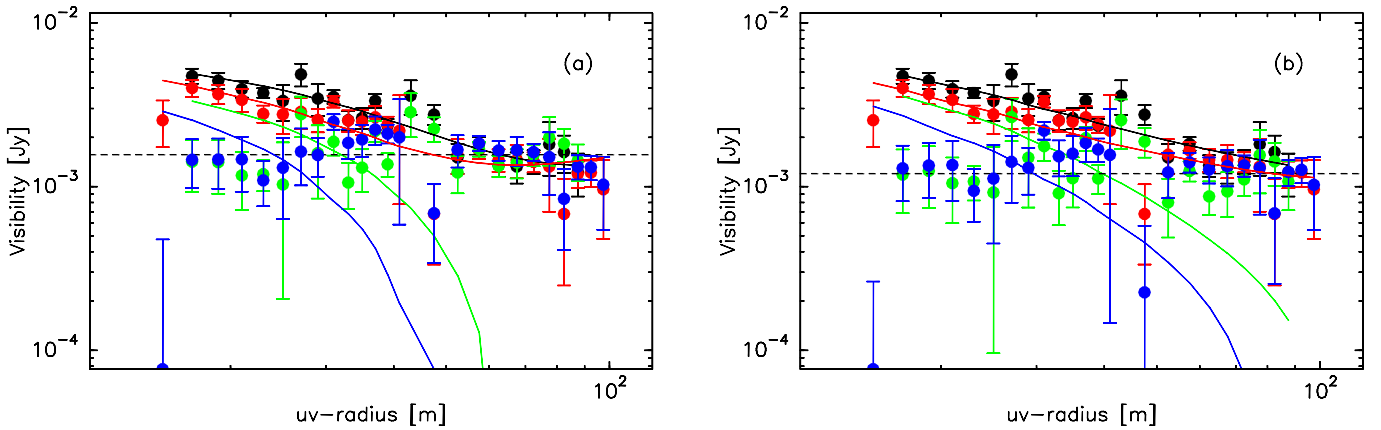 10⁻² (a)
Visibility [Jy]
10⁻³
10⁻⁴
10²
uv−radius [m]
10⁻² (b)
Visibility [Jy]
10⁻³
10⁻⁴
10²
uv−radius [m]